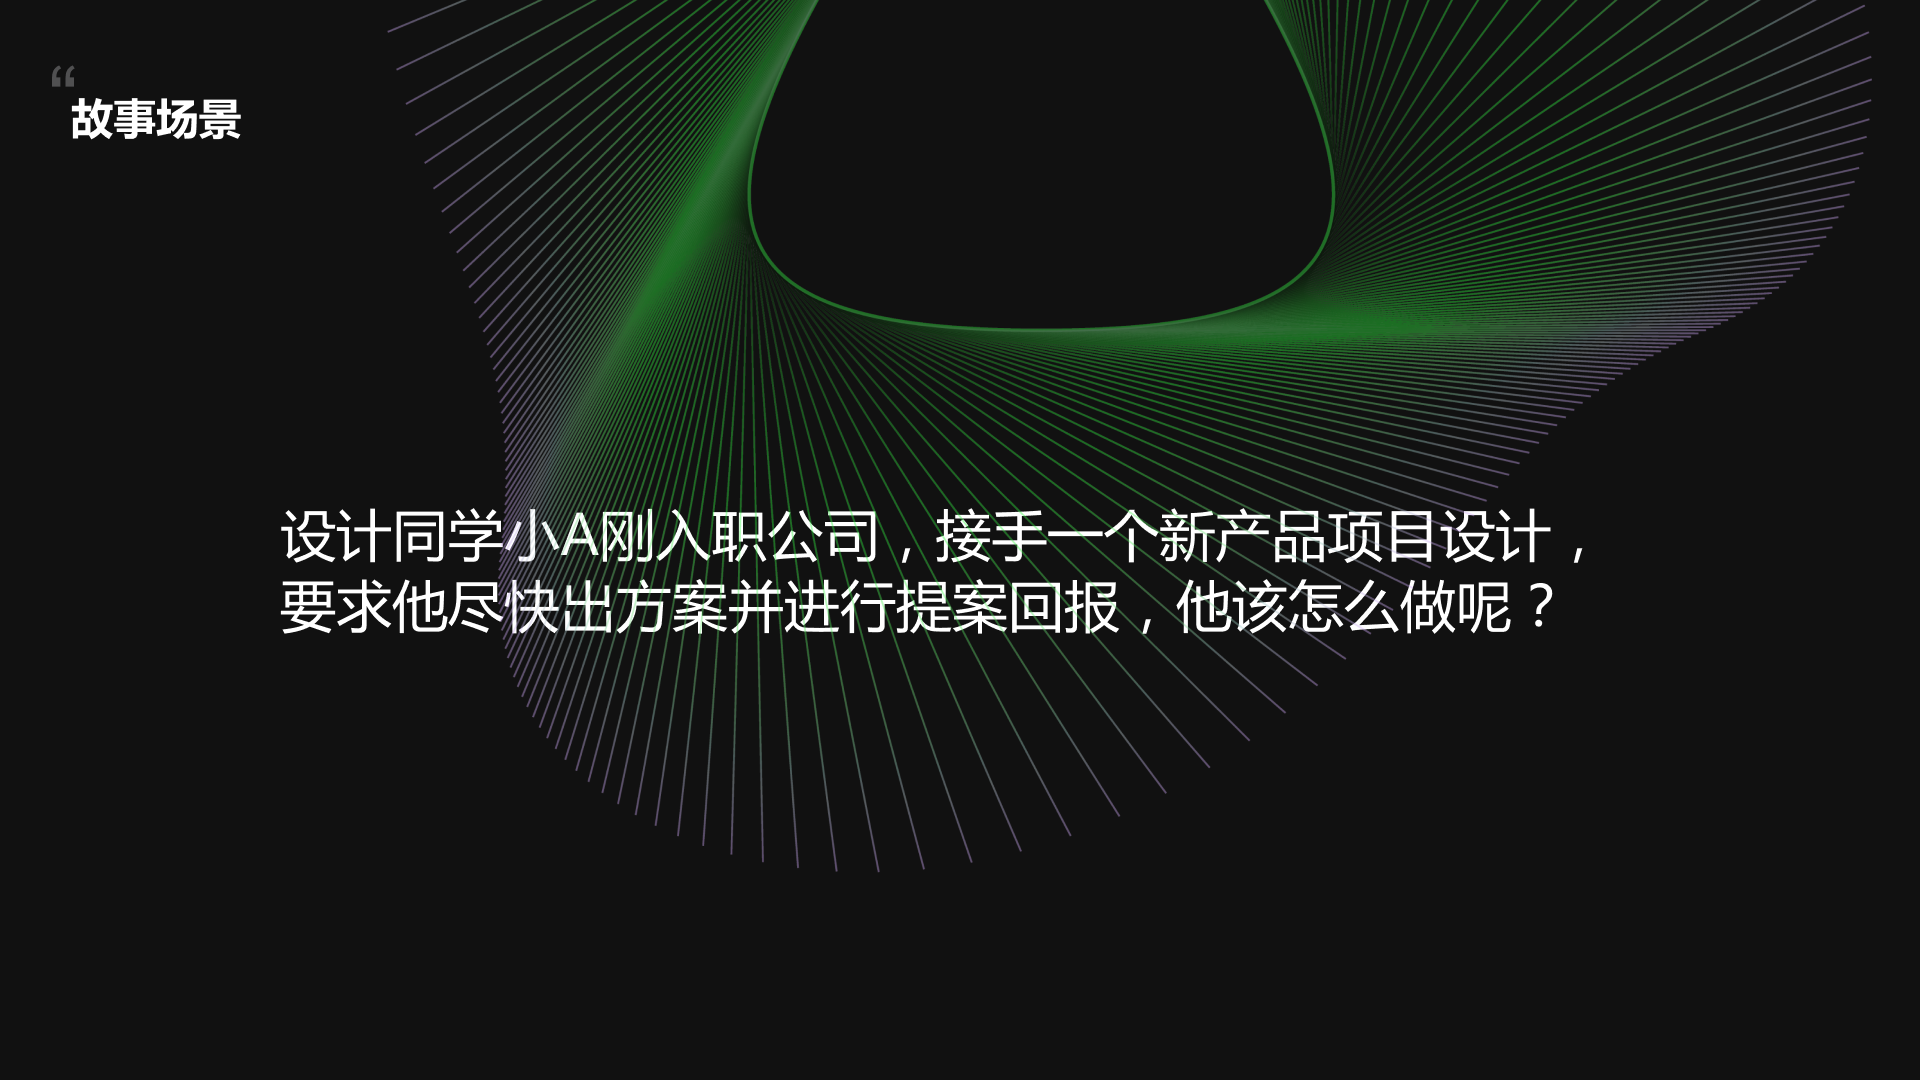 “
故事场景
设计同学小A刚入职公司，接手一个新产品项目设计，
要求他尽快出方案并进行提案回报，他该怎么做呢？